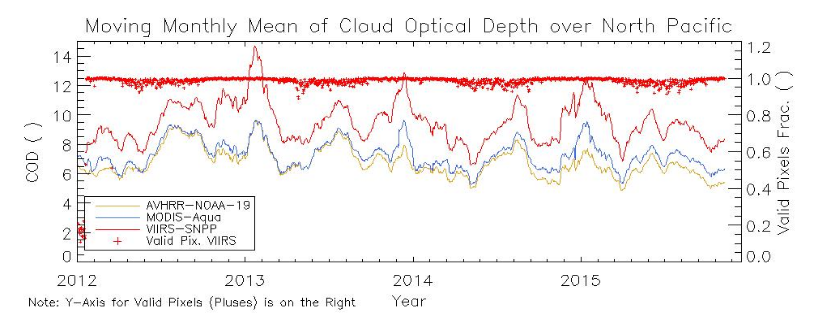 Moving Monthly Mean of Cloud Optical Depth over North Pacific
14
12
10
8
6
4
2
0
COD ( )
1.2
1.0
0.8
0.6
0.4
0.2
0.0
Valid Pixels Frac. ( )
AVHRR-NOAA-19
MODIS-Aqua
VIIRS-SNPP
Valid Pix. VIIRS
2012
2013
2014
2015
Note: Y-Axis for Valid Pixels (Pluses) is on the Right
Year